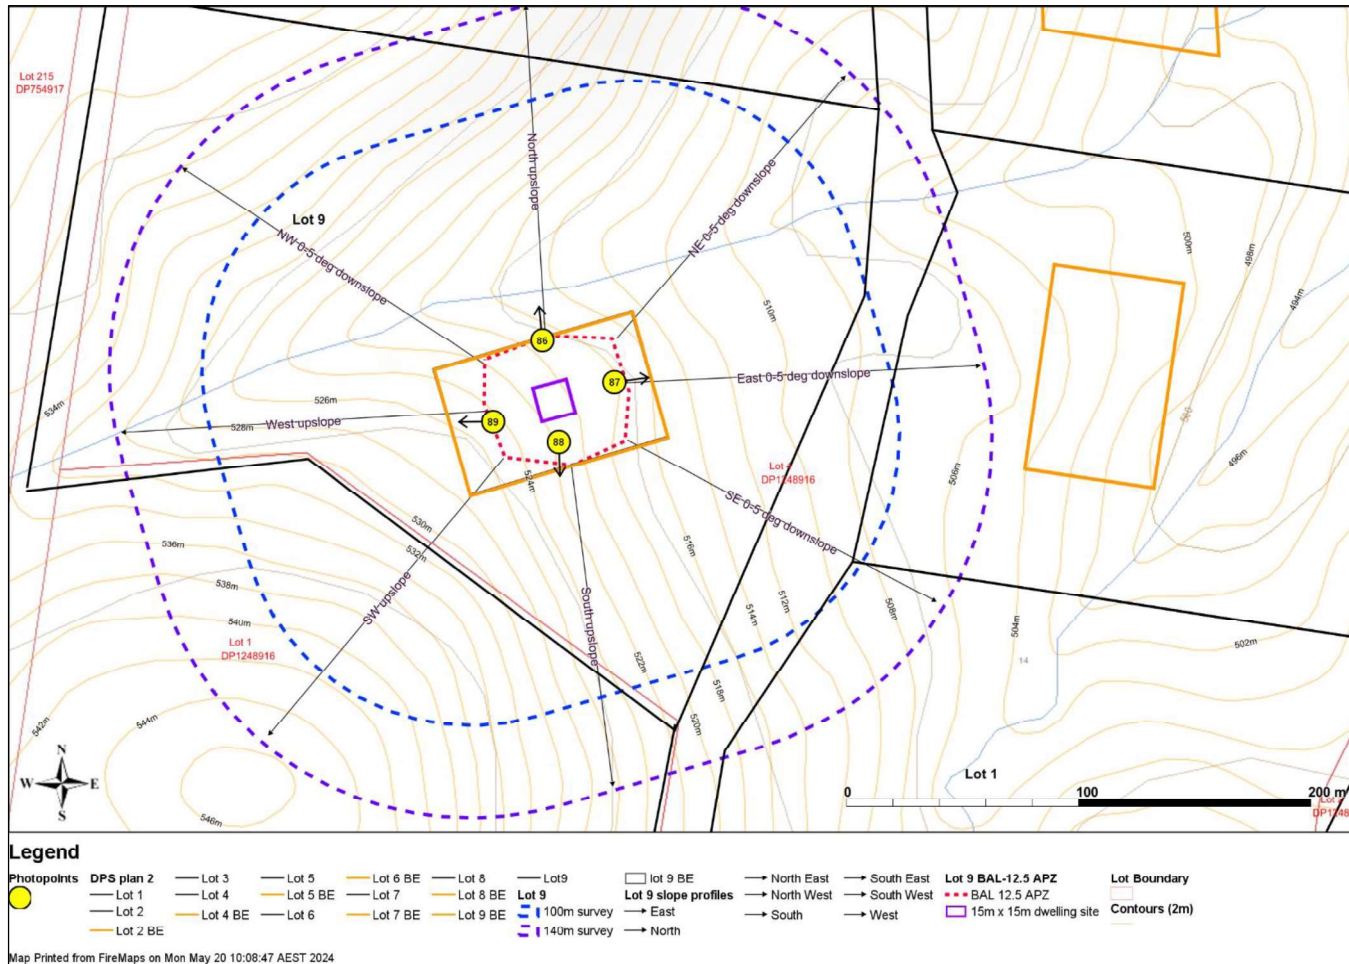 Lot 215
DP754917
Lot 9
North upslope
NE 0-5 deg downslope
NW 0-5 deg downslope
East 0-5 deg downslope
SE 0-5 deg downslope
South upslope
SW upslope
West upslope
86
87
88
89
534m
526m
528m
524m
530m
532m
536m
538m
540m
542m
544m
546m
522m
520m
518m
516m
514m
512m
510m
508m
506m
504m
502m
500m
498m
494m
496m
500
14
DP1248916
Lot 1
DP1248916
Lot 1
N
W E
S
0 100 200 m
Legend
Photopoints
DPS plan 2
Lot 1
Lot 2
Lot 2 BE
Lot 3
Lot 4
Lot 4 BE
Lot 5
Lot 5 BE
Lot 6
Lot 6 BE
Lot 7
Lot 7 BE
Lot 8
Lot 8 BE
Lot 9 BE
Lot9
Lot 9
100m survey
140m survey
lot 9 BE
Lot 9 slope profiles
East
North
North East
North West
South
South East
South West
West
Lot 9 BAL-12.5 APZ
BAL 12.5 APZ
15m x 15m dwelling site
Lot Boundary
Contours (2m)
Map Printed from FireMaps on Mon May 20 10:08:47 AEST 2024